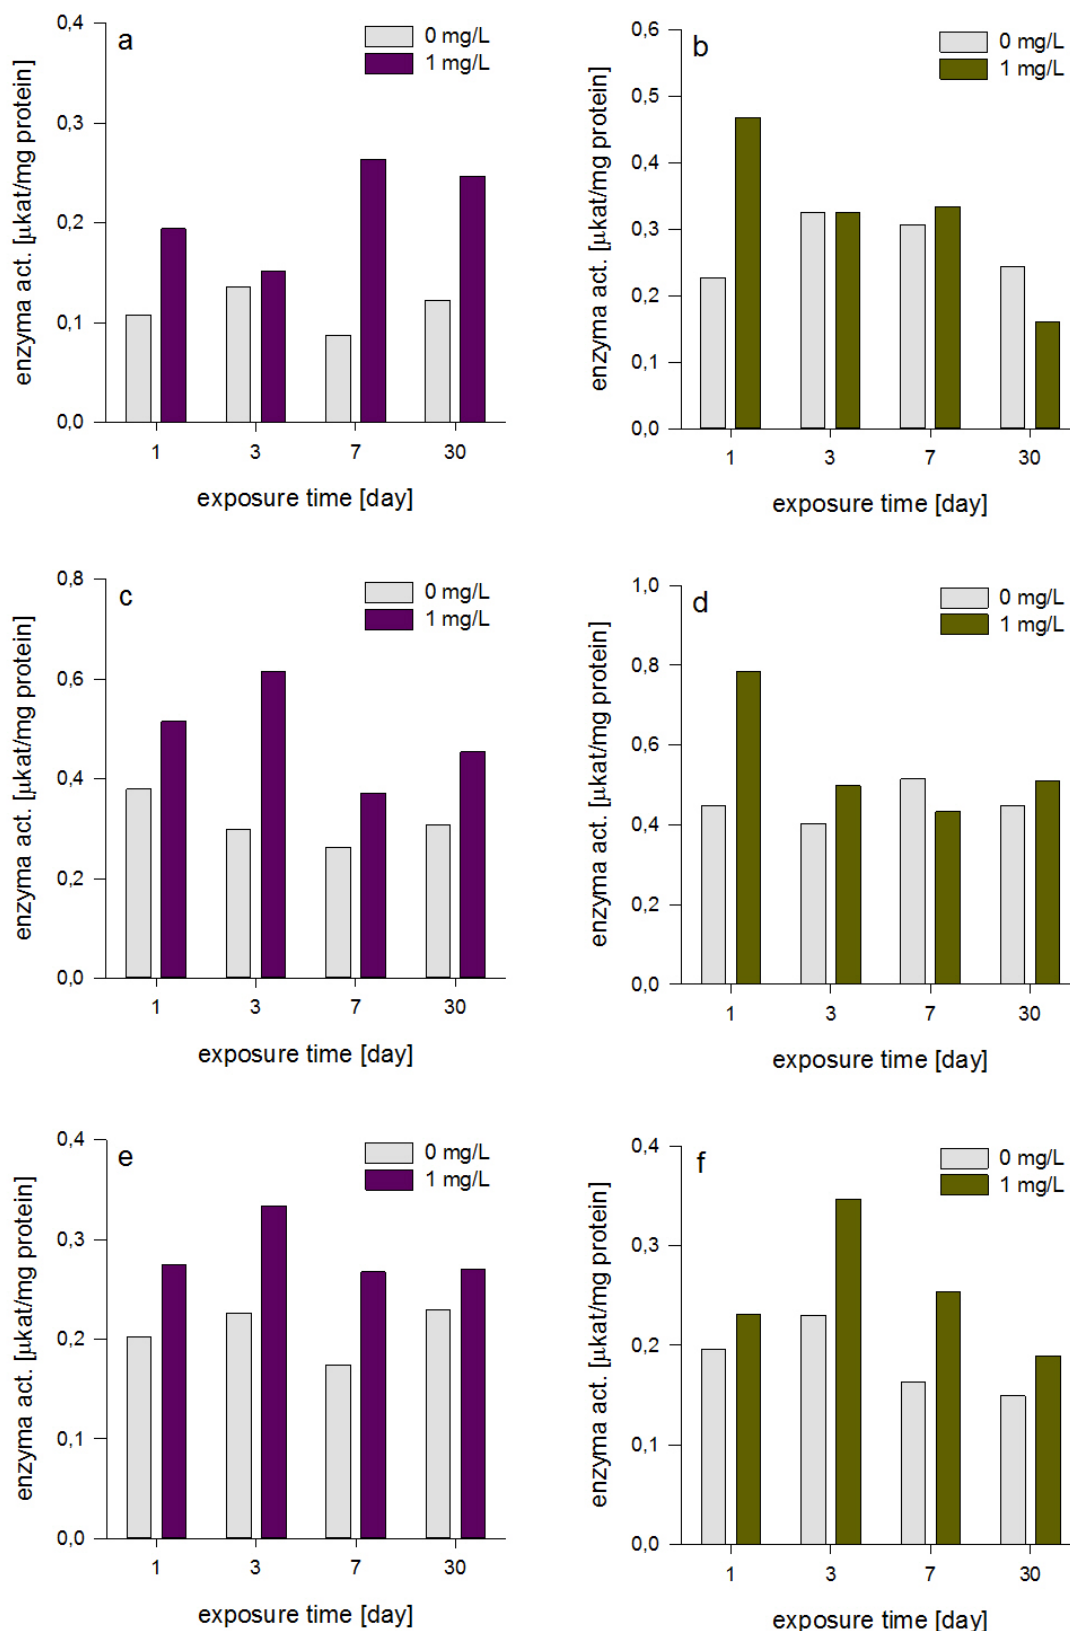 a
0 mg/L
1 mg/L
enzyma act. [µkat/mg protein]
0,4
0,3
0,2
0,1
0,0
1 3 7 30
exposure time [day]
b
0 mg/L
1 mg/L
enzyma act. [µkat/mg protein]
0,6
0,5
0,4
0,3
0,2
0,1
0,0
1 3 7 30
exposure time [day]
c
0 mg/L
1 mg/L
enzyma act. [µkat/mg protein]
0,8
0,6
0,4
0,2
0,0
1 3 7 30
exposure time [day]
d
0 mg/L
1 mg/L
enzyma act. [µkat/mg protein]
1,0
0,8
0,6
0,4
0,2
0,0
1 3 7 30
exposure time [day]
e
0 mg/L
1 mg/L
enzyma act. [µkat/mg protein]
0,4
0,3
0,2
0,1
0,0
1 3 7 30
exposure time [day]
f
0 mg/L
1 mg/L
enzyma act. [µkat/mg protein]
0,4
0,3
0,2
0,1
0,0
1 3 7 30
exposure time [day]